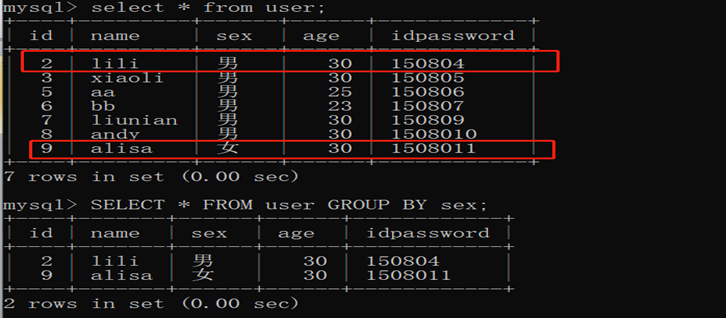 mysql> select * from user;
| id | name | sex | age | idpassword |
| 2 | lili | 男 | 30 | 150804 |
| 3 | xiaoli | 男 | 30 | 150805 |
| 5 | aa | 男 | 25 | 150806 |
| 6 | bb | 男 | 23 | 150807 |
| 7 | liunian | 男 | 30 | 150809 |
| 8 | andy | 男 | 30 | 1508010 |
| 9 | alisa | 女 | 30 | 1508011 |
7 rows in set (0.00 sec)
mysql> SELECT * FROM user GROUP BY sex;
| id | name | sex | age | idpassword |
| 2 | lili | 男 | 30 | 150804 |
| 9 | alisa | 女 | 30 | 1508011 |
2 rows in set (0.00 sec)